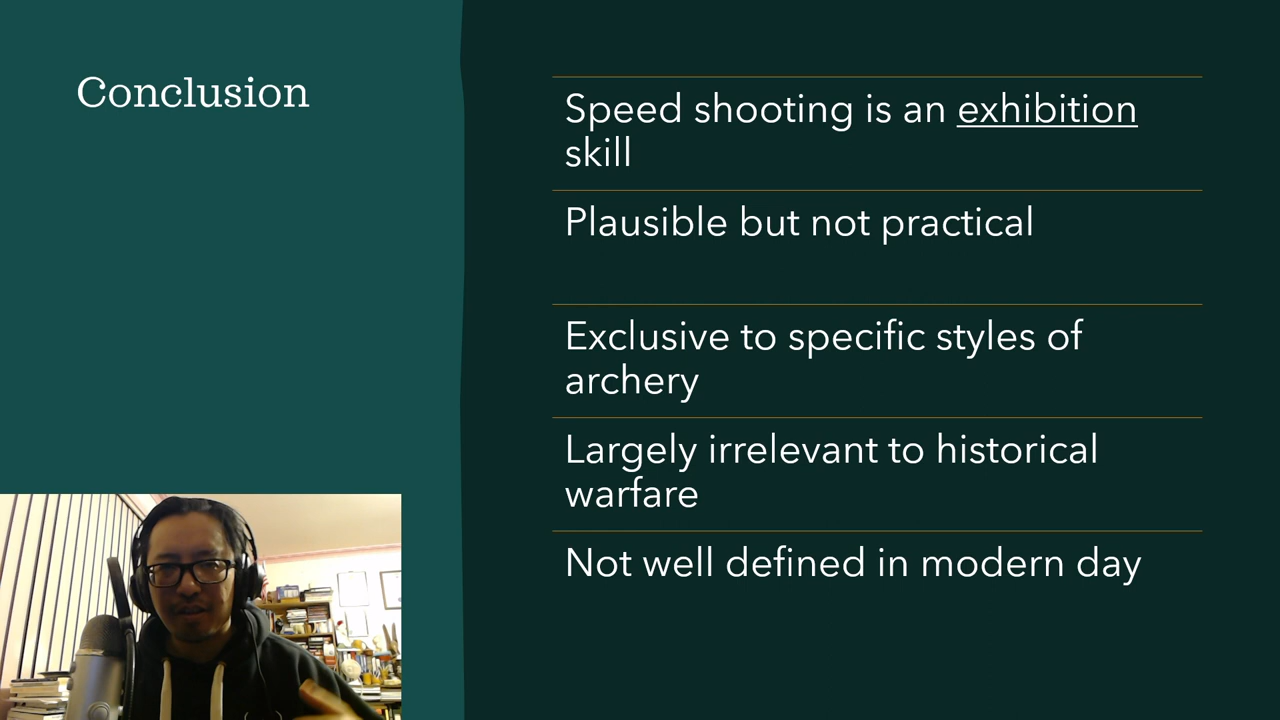 Conclusion
Speed shooting is an exhibition
skill
Plausible but not practical
Exclusive to specific styles of
archery
Largely irrelevant to historical
warfare
Not well defined in modern day